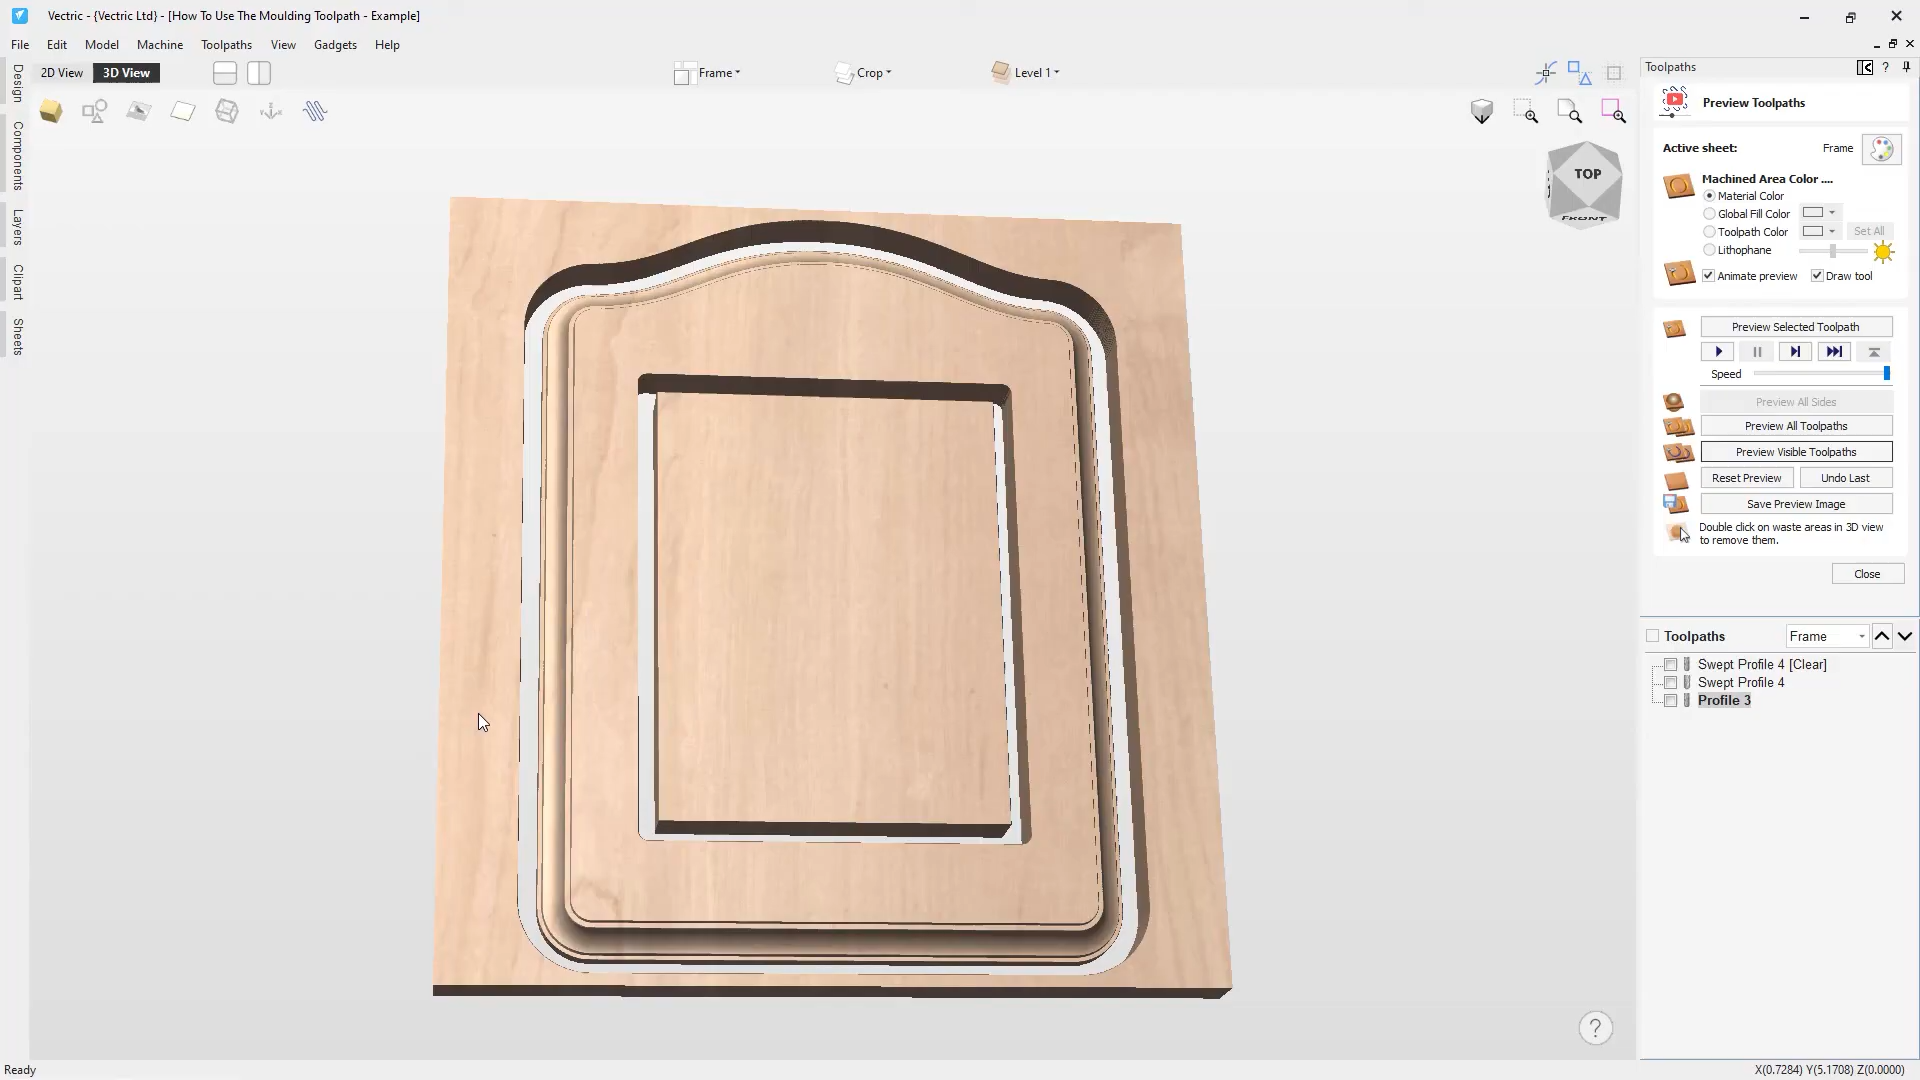 Vectric - {Vectric Ltd} - [How To Use The Moulding Toolpath - Example]
File Edit Model Machine Toolpaths View Gadgets Help
2D View 3D View Frame Crop Level 1
Design
Components
Layers
Clipart
Sheets
TOP
FRONT
Toolpaths ?
Preview Toolpaths
Active sheet: Frame
Machined Area Color ....
Material Color
Global Fill Color
Toolpath Color Set All
Lithophane
Animate preview Draw tool
Preview Selected Toolpath
Speed
Preview All Sides
Preview All Toolpaths
Preview Visible Toolpaths
Reset Preview Undo Last
Save Preview Image
Double click on waste areas in 3D view
to remove them.
Close
Toolpaths Frame
Swept Profile 4 [Clear]
Swept Profile 4
Profile 3
?
Ready X(0.7284) Y(5.1708) Z(0.0000)